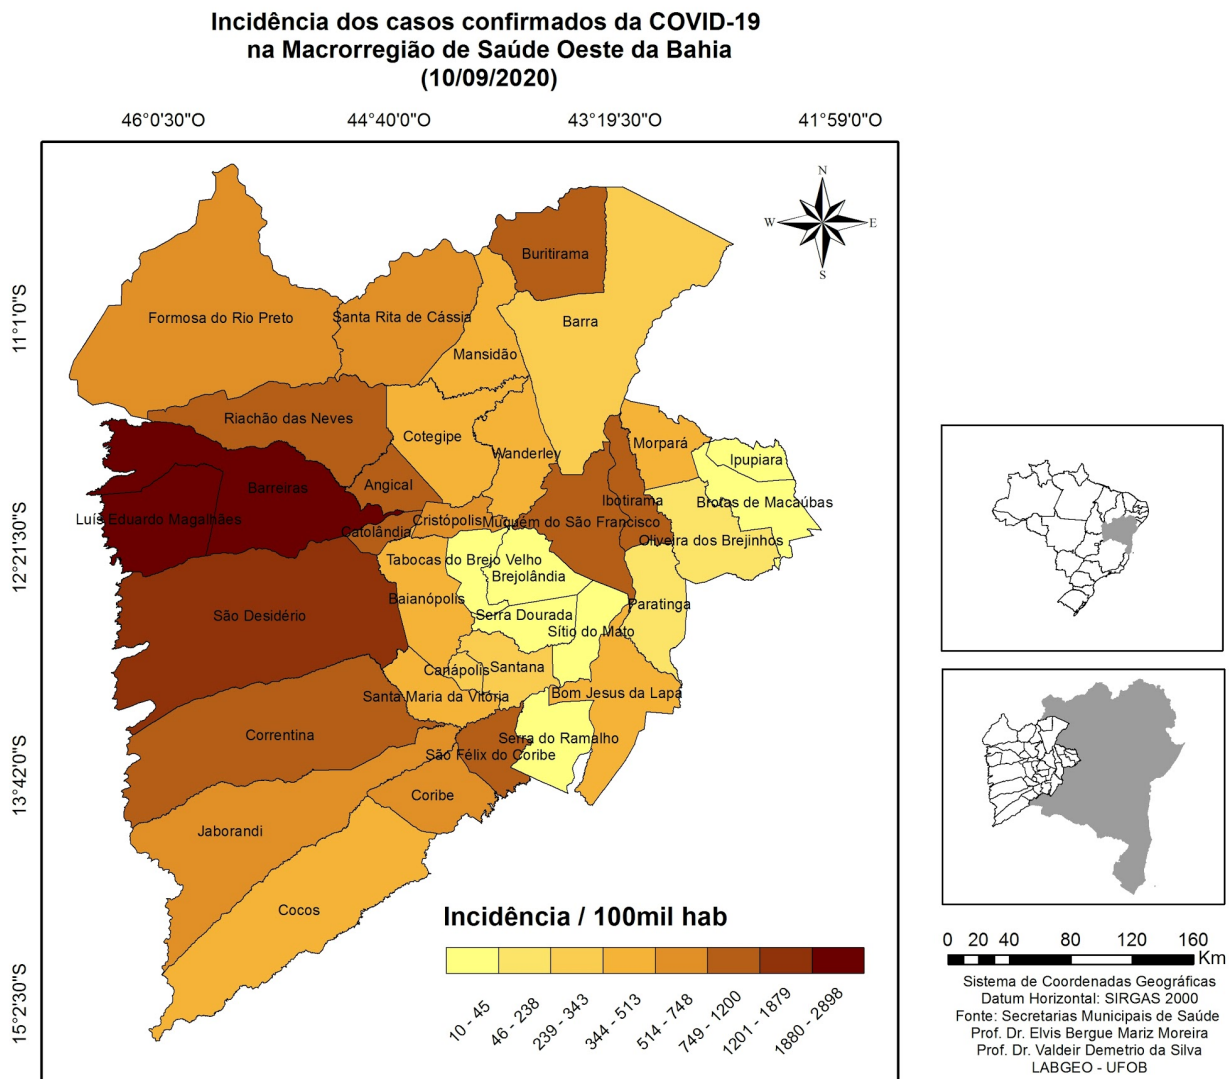 Incidência dos casos confirmados da COVID-19
na Macrorregião de Saúde Oeste da Bahia
(10/09/2020)
46°0'30"O 44°40'0"O 43°19'30"O 41°59'0"O
11°1'0"S
12°21'30"S
13°42'0"S
15°2'30"S
N
W E
S
Buritirama
Formosa do Rio Preto
Santa Rita de Cássia
Barra
Mansidão
Riachão das Neves
Cotegipe
Wanderley
Morpará
Ipupiara
Barreiras
Angical
Ibotirama
Brotas de Macaúbas
Luís Eduardo Magalhães
Catolândia
Cristópolis
Muquém do São Francisco
Oliveira dos Brejinhos
Tabocas do Brejo Velho
Brejolândia
Baianópolis
Paratinga
São Desidério
Serra Dourada
Sítio do Mato
Canápolis
Santana
Santa Maria da Vitória
Bom Jesus da Lapa
Correntina
Serra do Ramalho
São Félix do Coribe
Coribe
Jaborandi
Cocos
Incidência / 100mil hab
10 - 45
46 - 238
239 - 343
344 - 513
514 - 748
749 - 1200
1201 - 1879
1880 - 2898
0 20 40 80 120 160
Km
Sistema de Coordenadas Geográficas
Datum Horizontal: SIRGAS 2000
Fonte: Secretarias Municipais de Saúde
Prof. Dr. Elvis Bergue Mariz Moreira
Prof. Dr. Valdeir Demetrio da Silva
LABGEO - UFOB